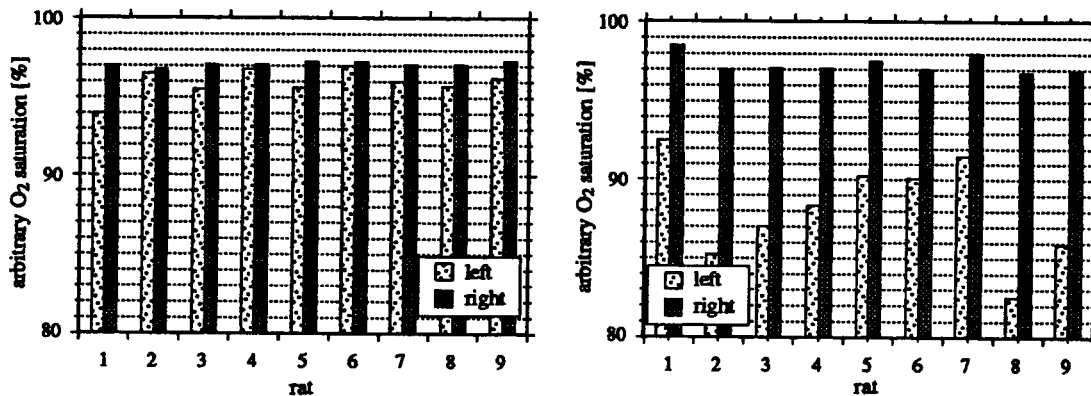 arbitrary O₂ saturation [%]
100
90
80
left
right
1 2 3 4 5 6 7 8 9
rat
arbitrary O₂ saturation [%]
100
90
80
left
right
1 2 3 4 5 6 7 8 9
rat